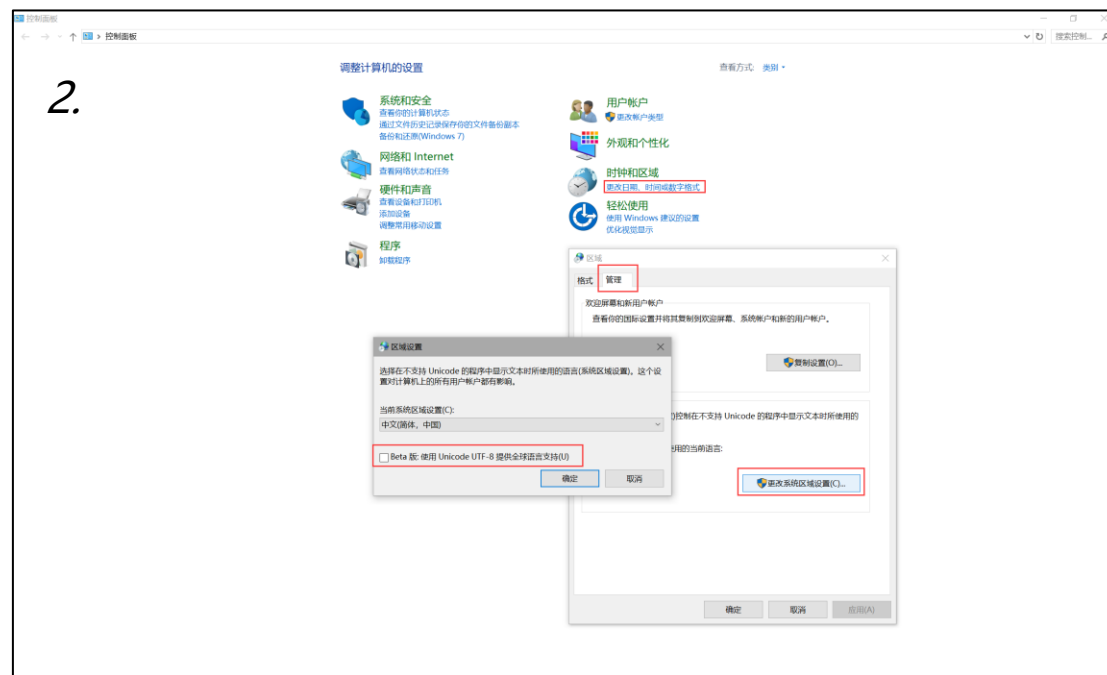 控制面板
控制面板
搜索控制...
2.
调整计算机的设置
查看方式: 类别
系统和安全
查看你的计算机状态
通过文件历史记录保存你的文件备份副本
备份和还原(Windows 7)
网络和 Internet
查看网络状态和任务
硬件和声音
查看设备和打印机
添加设备
调整常用移动设置
程序
卸载程序
用户帐户
更改帐户类型
外观和个性化
时钟和区域
更改日期、时间或数字格式
轻松使用
使用 Windows 建议的设置
优化视觉显示
区域
格式 管理
欢迎屏幕和新用户帐户
查看你的国际设置并将其复制到欢迎屏幕、系统帐户和新的用户帐户。
复制设置(O)...
)控制在不支持 Unicode 的程序中显示文本时所使用的
使用的当前语言:
更改系统区域设置(C)...
确定 取消 应用(A)
区域设置
选择在不支持 Unicode 的程序中显示文本时所使用的语言(系统区域设置)。这个设
置对计算机上的所有用户帐户都有影响。
当前系统区域设置(C):
中文(简体，中国)
Beta 版: 使用 Unicode UTF-8 提供全球语言支持(U)
确定 取消